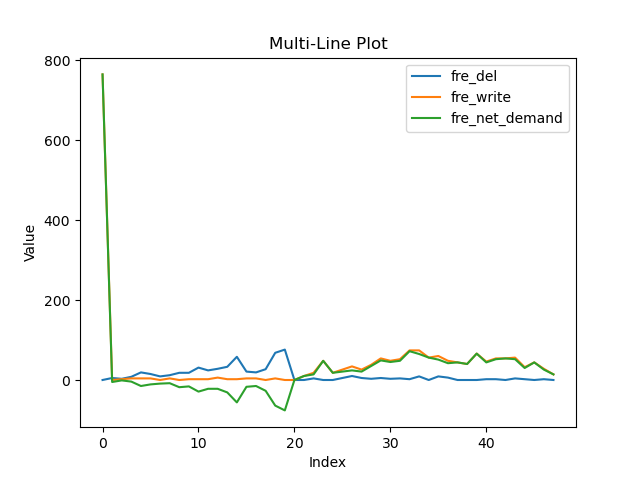 Multi-Line Plot
fre_del
fre_write
fre_net_demand
800
600
400
200
0
Value
0 10 20 30 40
Index